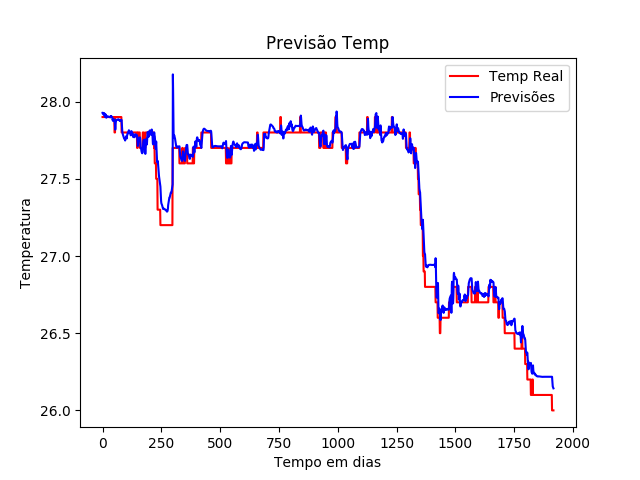 Previsão Temp
Temp Real
Previsões
Temperatura
28.0
27.5
27.0
26.5
26.0
0
250
500
750
1000
1250
1500
1750
2000
Tempo em dias